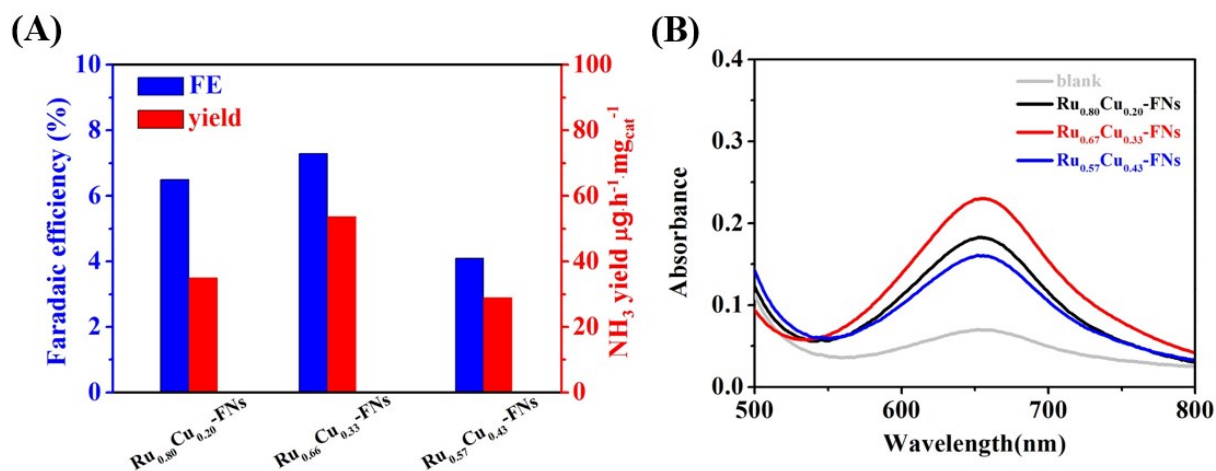 (A)
Faradaic efficiency (%)
10
8
6
4
2
0
FE
yield
100
80
60
40
20
0
NH₃ yield μg·h⁻¹·mg_cat⁻¹
Ru₀.₈₀Cu₀.₂₀-FNs
Ru₀.₆₆Cu₀.₃₃-FNs
Ru₀.₅₇Cu₀.₄₃-FNs
(B)
Absorbance
0.4
0.3
0.2
0.1
0.0
blank
Ru₀.₈₀Cu₀.₂₀-FNs
Ru₀.₆₇Cu₀.₃₃-FNs
Ru₀.₅₇Cu₀.₄₃-FNs
500 600 700 800
Wavelength(nm)